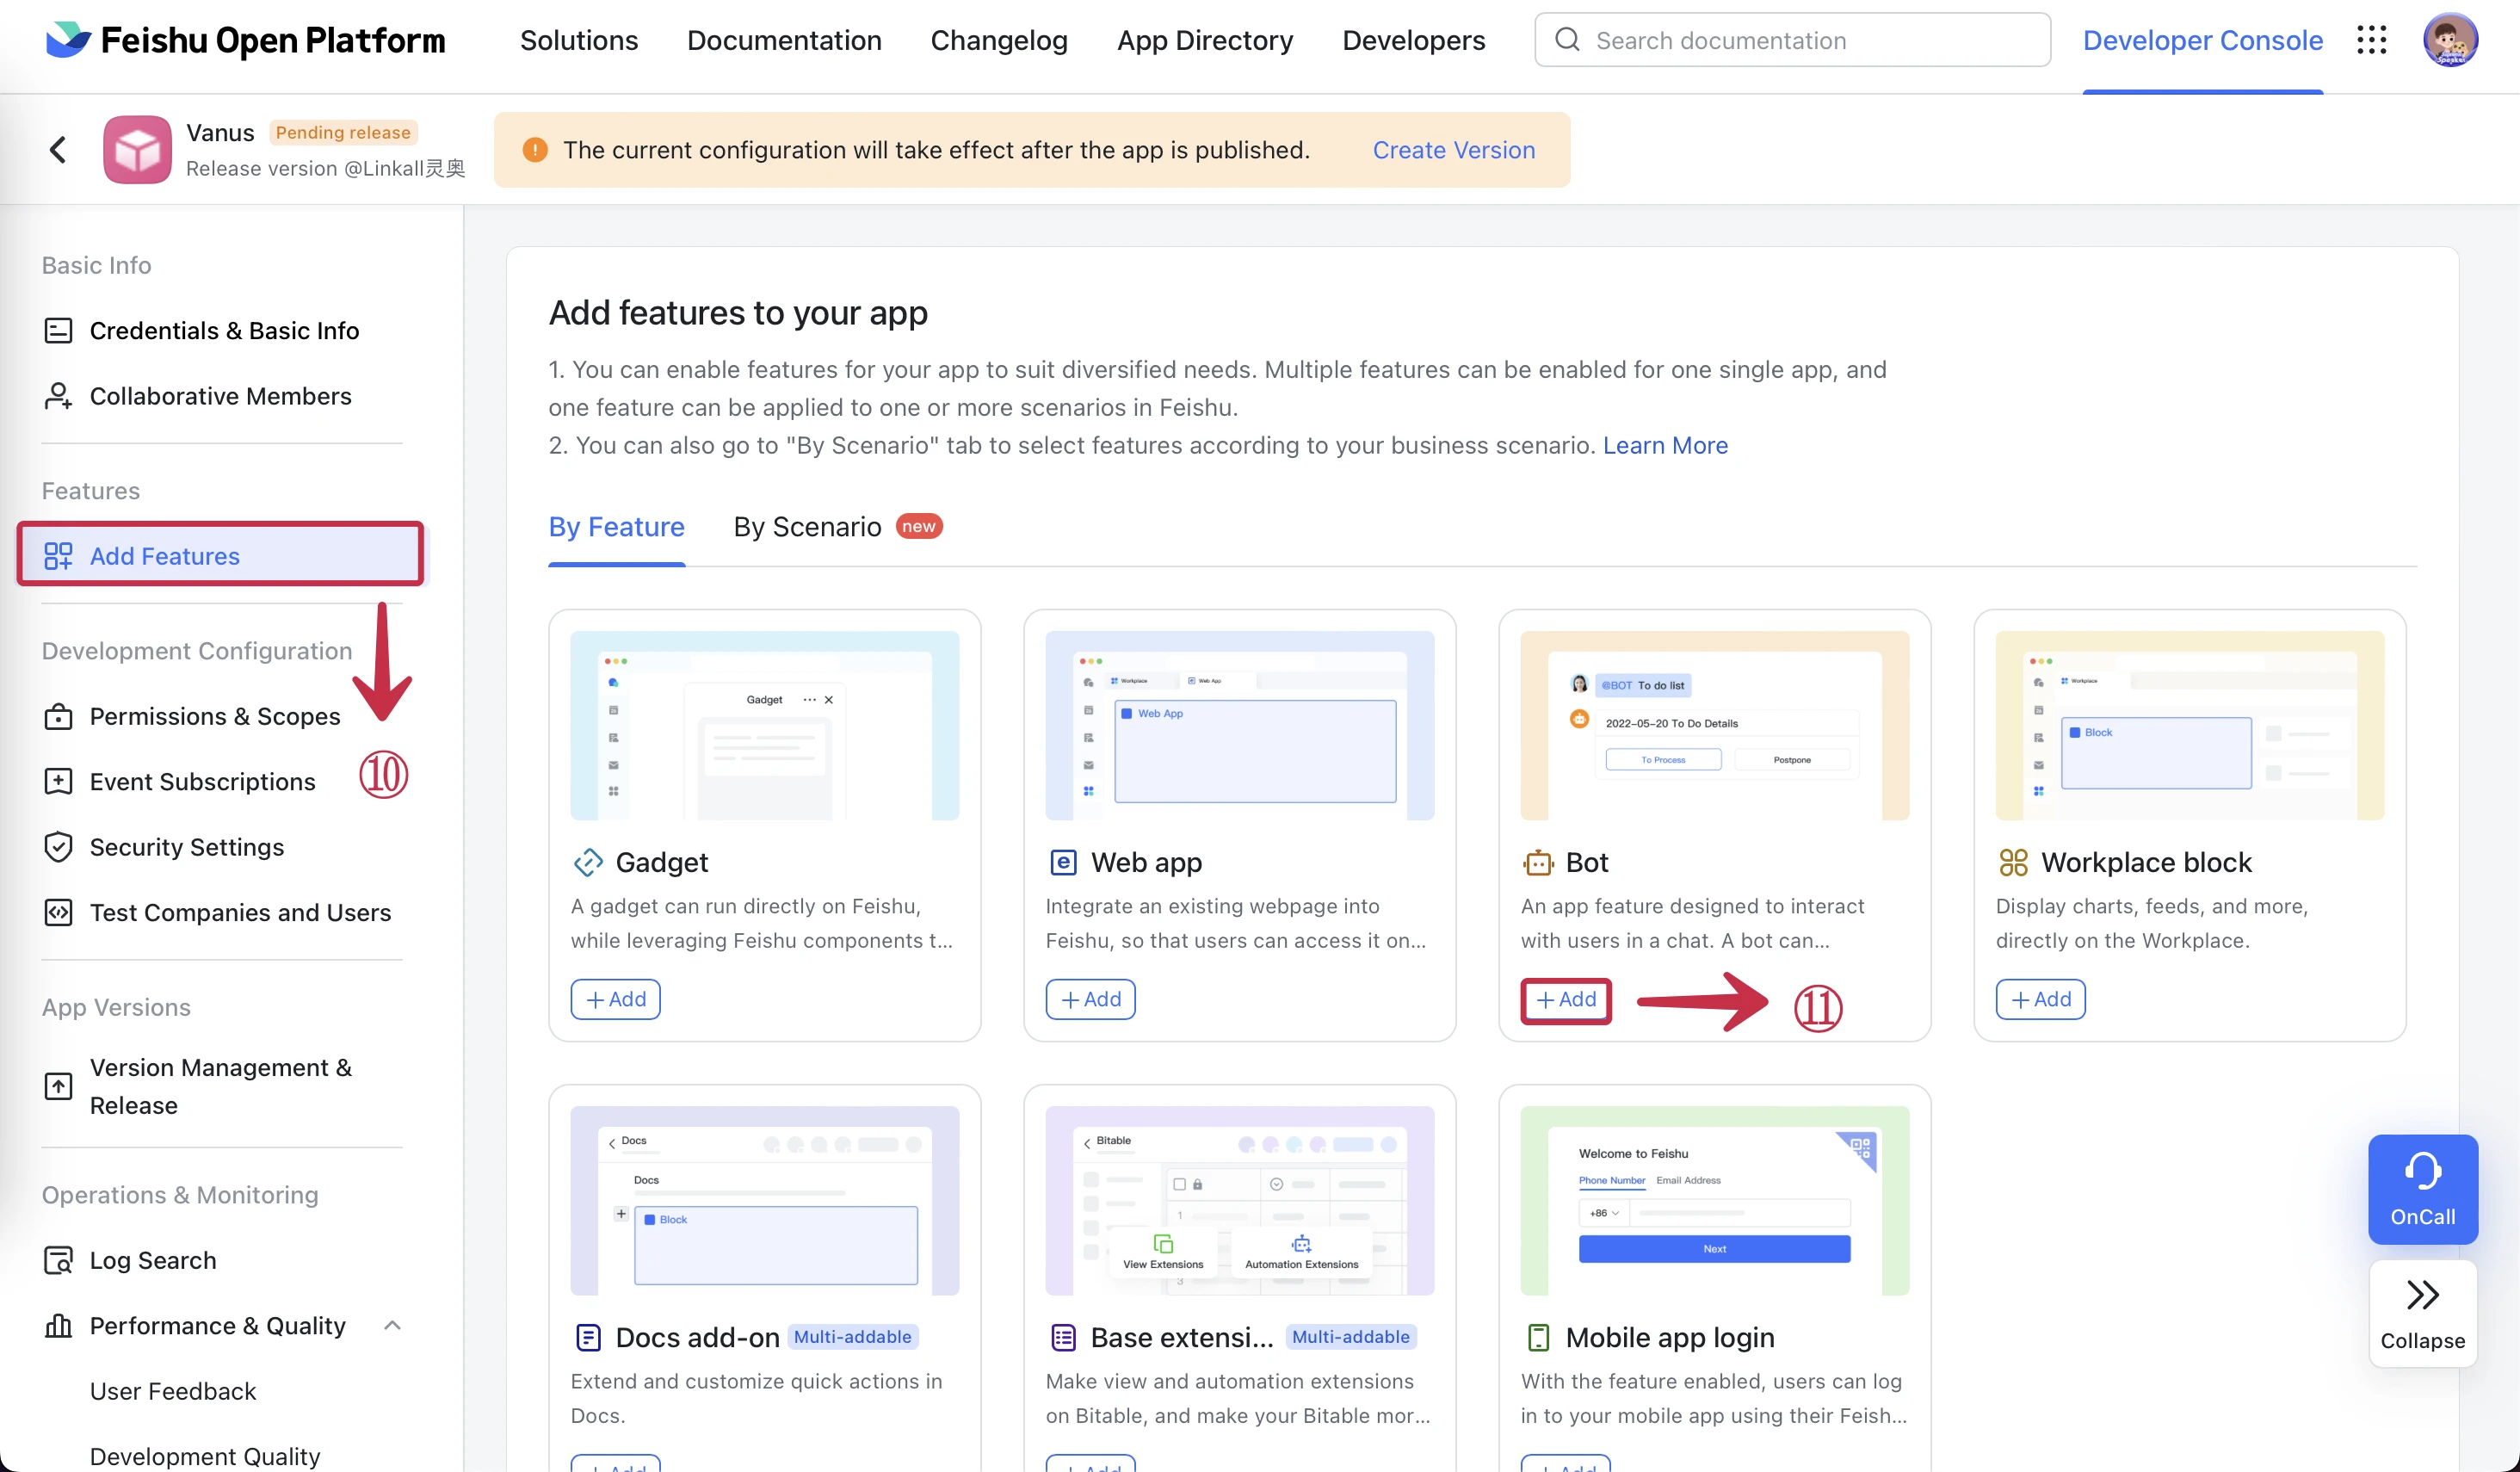 Feishu Open Platform
Solutions
Documentation
Changelog
App Directory
Developers
Search documentation
Developer Console
Vanus
Pending release
Release version @Linkall灵奥
The current configuration will take effect after the app is published.
Create Version
Basic Info
Credentials & Basic Info
Collaborative Members
Features
Add Features
Development Configuration
Permissions & Scopes
Event Subscriptions
⑩
Security Settings
Test Companies and Users
App Versions
Version Management &
Release
Operations & Monitoring
Log Search
Performance & Quality
User Feedback
Development Quality
Add features to your app
1. You can enable features for your app to suit diversified needs. Multiple features can be enabled for one single app, and
one feature can be applied to one or more scenarios in Feishu.
2. You can also go to "By Scenario" tab to select features according to your business scenario. Learn More
By Feature
By Scenario
new
Gadget
Gadget
A gadget can run directly on Feishu,
while leveraging Feishu components t...
+ Add
Workplace
Web App
Web App
Web app
Integrate an existing webpage into
Feishu, so that users can access it on...
+ Add
@BOT To do list
2022-05-20 To Do Details
To Process
Postpone
Bot
An app feature designed to interact
with users in a chat. A bot can...
+ Add
⑪
Workplace
Block
Workplace block
Display charts, feeds, and more,
directly on the Workplace.
+ Add
Docs
Docs
Block
Docs add-on
Multi-addable
Extend and customize quick actions in
Docs.
+ Add
Bitable
1
View Extensions
Automation Extensions
3
Base extensi...
Multi-addable
Make view and automation extensions
on Bitable, and make your Bitable mor...
+ Add
Welcome to Feishu
Phone Number
Email Address
+86
Next
Mobile app login
With the feature enabled, users can log
in to your mobile app using their Feish...
+ Add
OnCall
Collapse